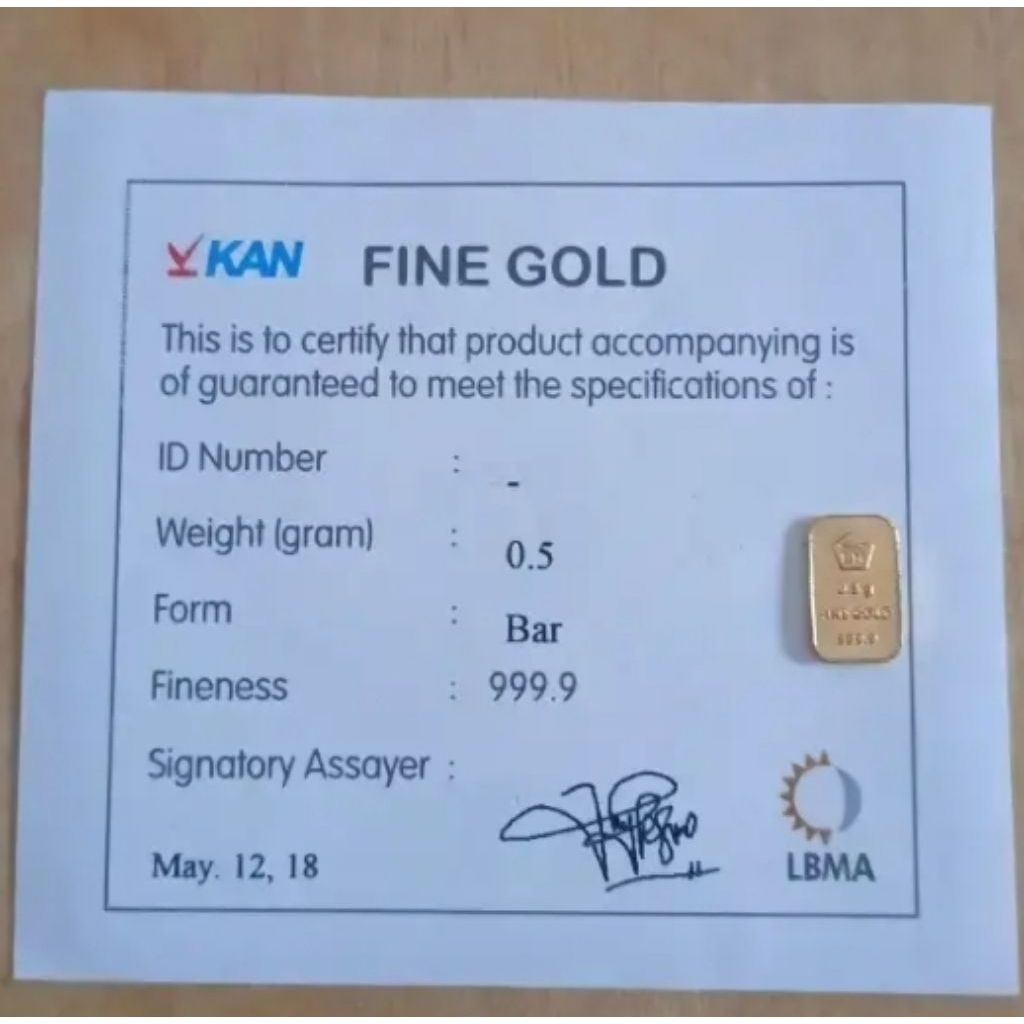 KAN FINE GOLD
This is to certify that product accompanying is
of guaranteed to meet the specifications of :
ID Number : -
Weight (gram) : 0.5
Form : Bar
Fineness : 999.9
Signatory Assayer :
May. 12, 18
LBMA
GOLD